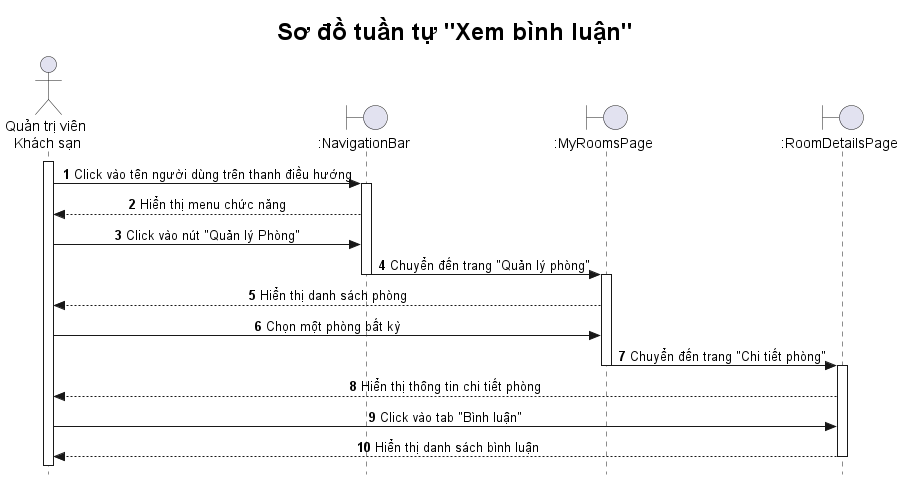 Sơ đồ tuần tự "Xem bình luận"
Quản trị viên
Khách sạn
:NavigationBar
:MyRoomsPage
:RoomDetailsPage
1 Click vào tên người dùng trên thanh điều hướng
2 Hiển thị menu chức năng
3 Click vào nút "Quản lý Phòng"
4 Chuyển đến trang "Quản lý phòng"
5 Hiển thị danh sách phòng
6 Chọn một phòng bất kỳ
7 Chuyển đến trang "Chi tiết phòng"
8 Hiển thị thông tin chi tiết phòng
9 Click vào tab "Bình luận"
10 Hiển thị danh sách bình luận